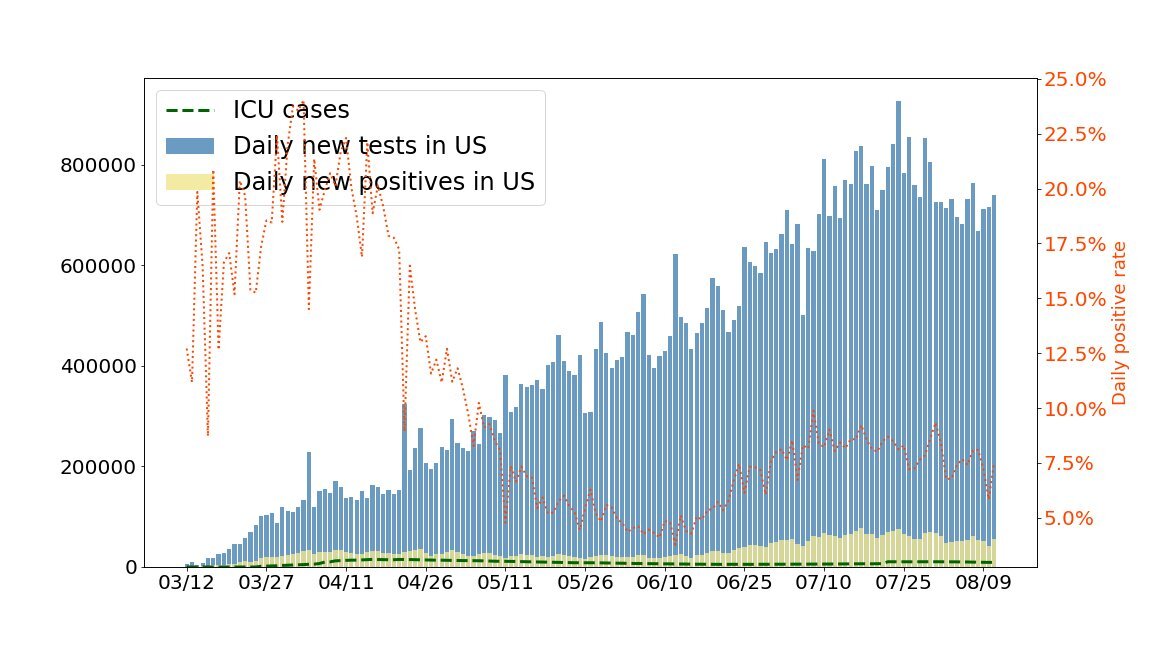 ICU cases
Daily new tests in US
Daily new positives in US
800000
600000
400000
200000
0
25.0%
22.5%
20.0%
17.5%
15.0%
12.5%
10.0%
7.5%
5.0%
Daily positive rate
03/12 03/27 04/11 04/26 05/11 05/26 06/10 06/25 07/10 07/25 08/09